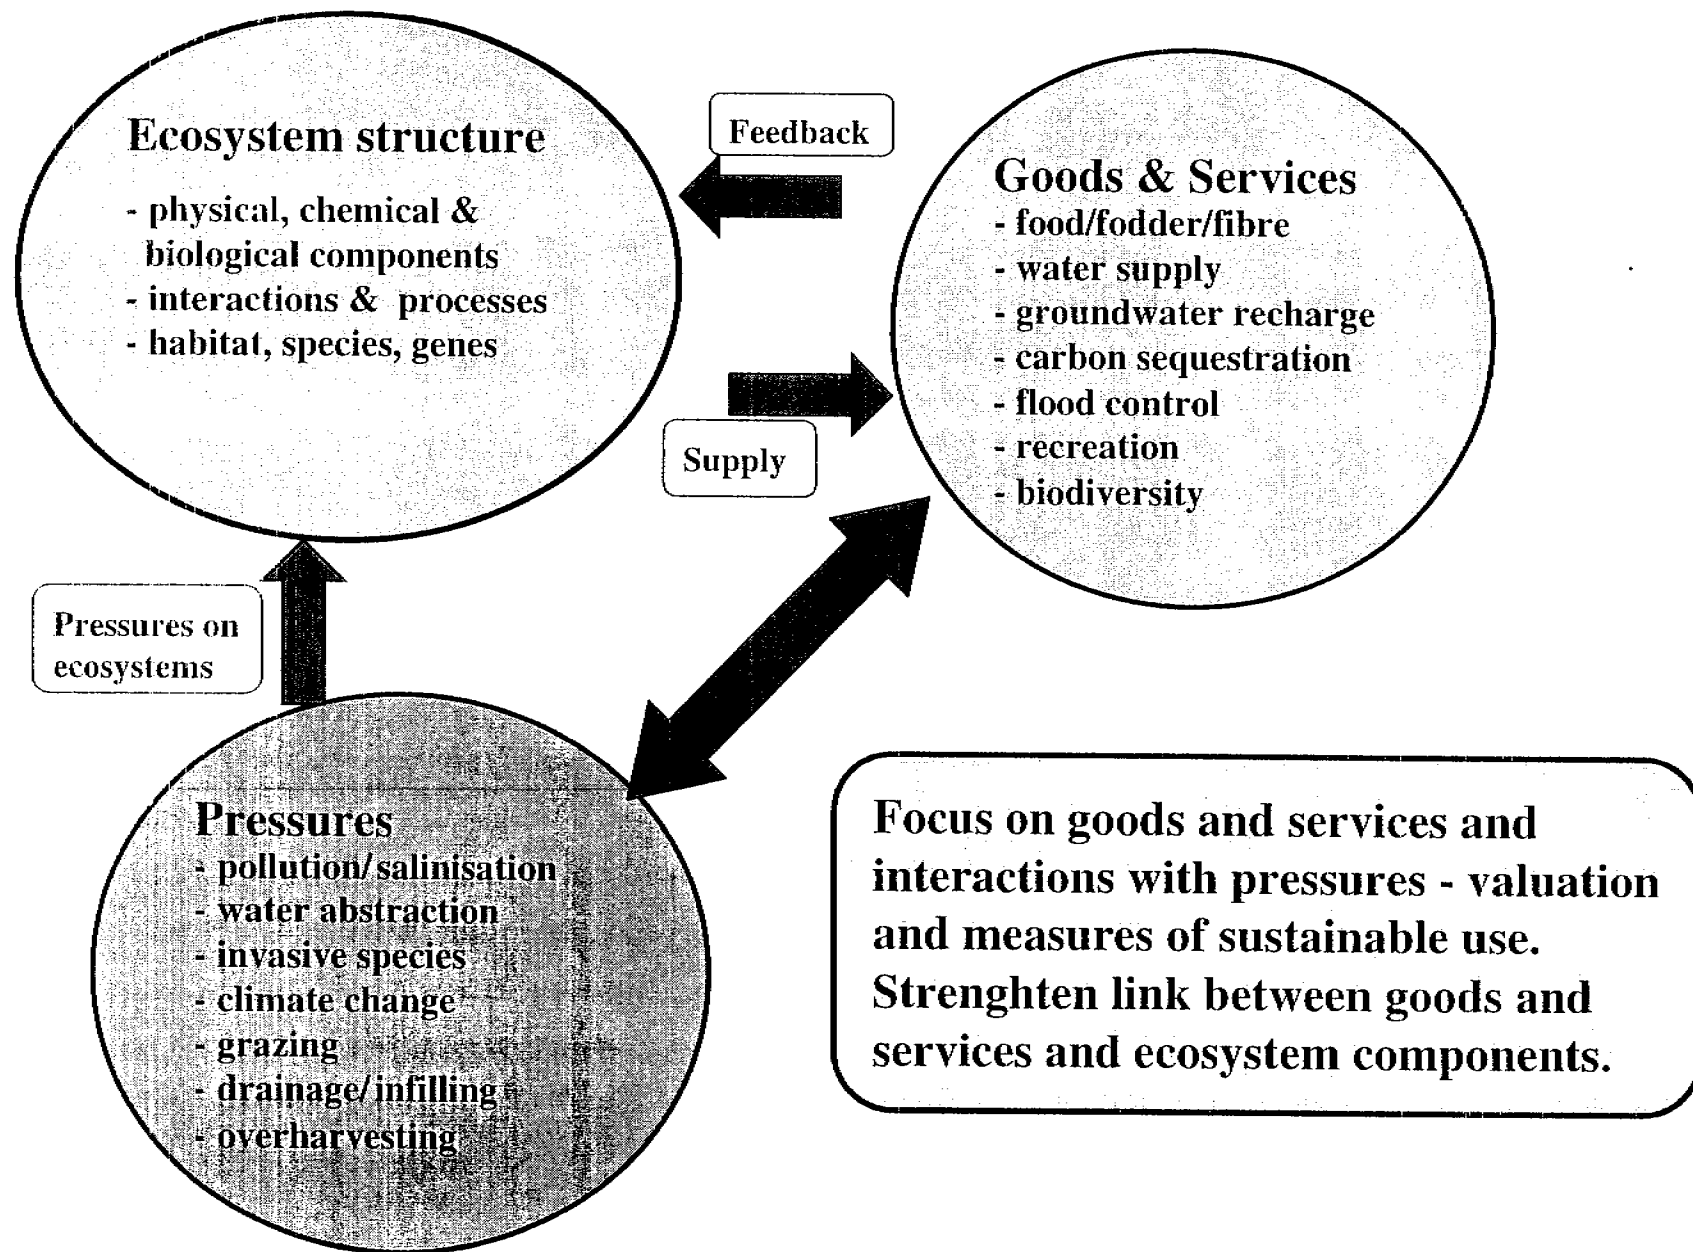 Ecosystem structure
- physical, chemical &
biological components
- interactions & processes
- habitat, species, genes
Feedback
Supply
Goods & Services
- food/fodder/fibre
- water supply
- groundwater recharge
- carbon sequestration
- flood control
- recreation
- biodiversity
Pressures on
ecosystems
Pressures
- pollution/salinisation
- water abstraction
- invasive species
- climate change
- grazing
- drainage/infilling
- overharvesting
Focus on goods and services and
interactions with pressures - valuation
and measures of sustainable use.
Strenghten link between goods and
services and ecosystem components.